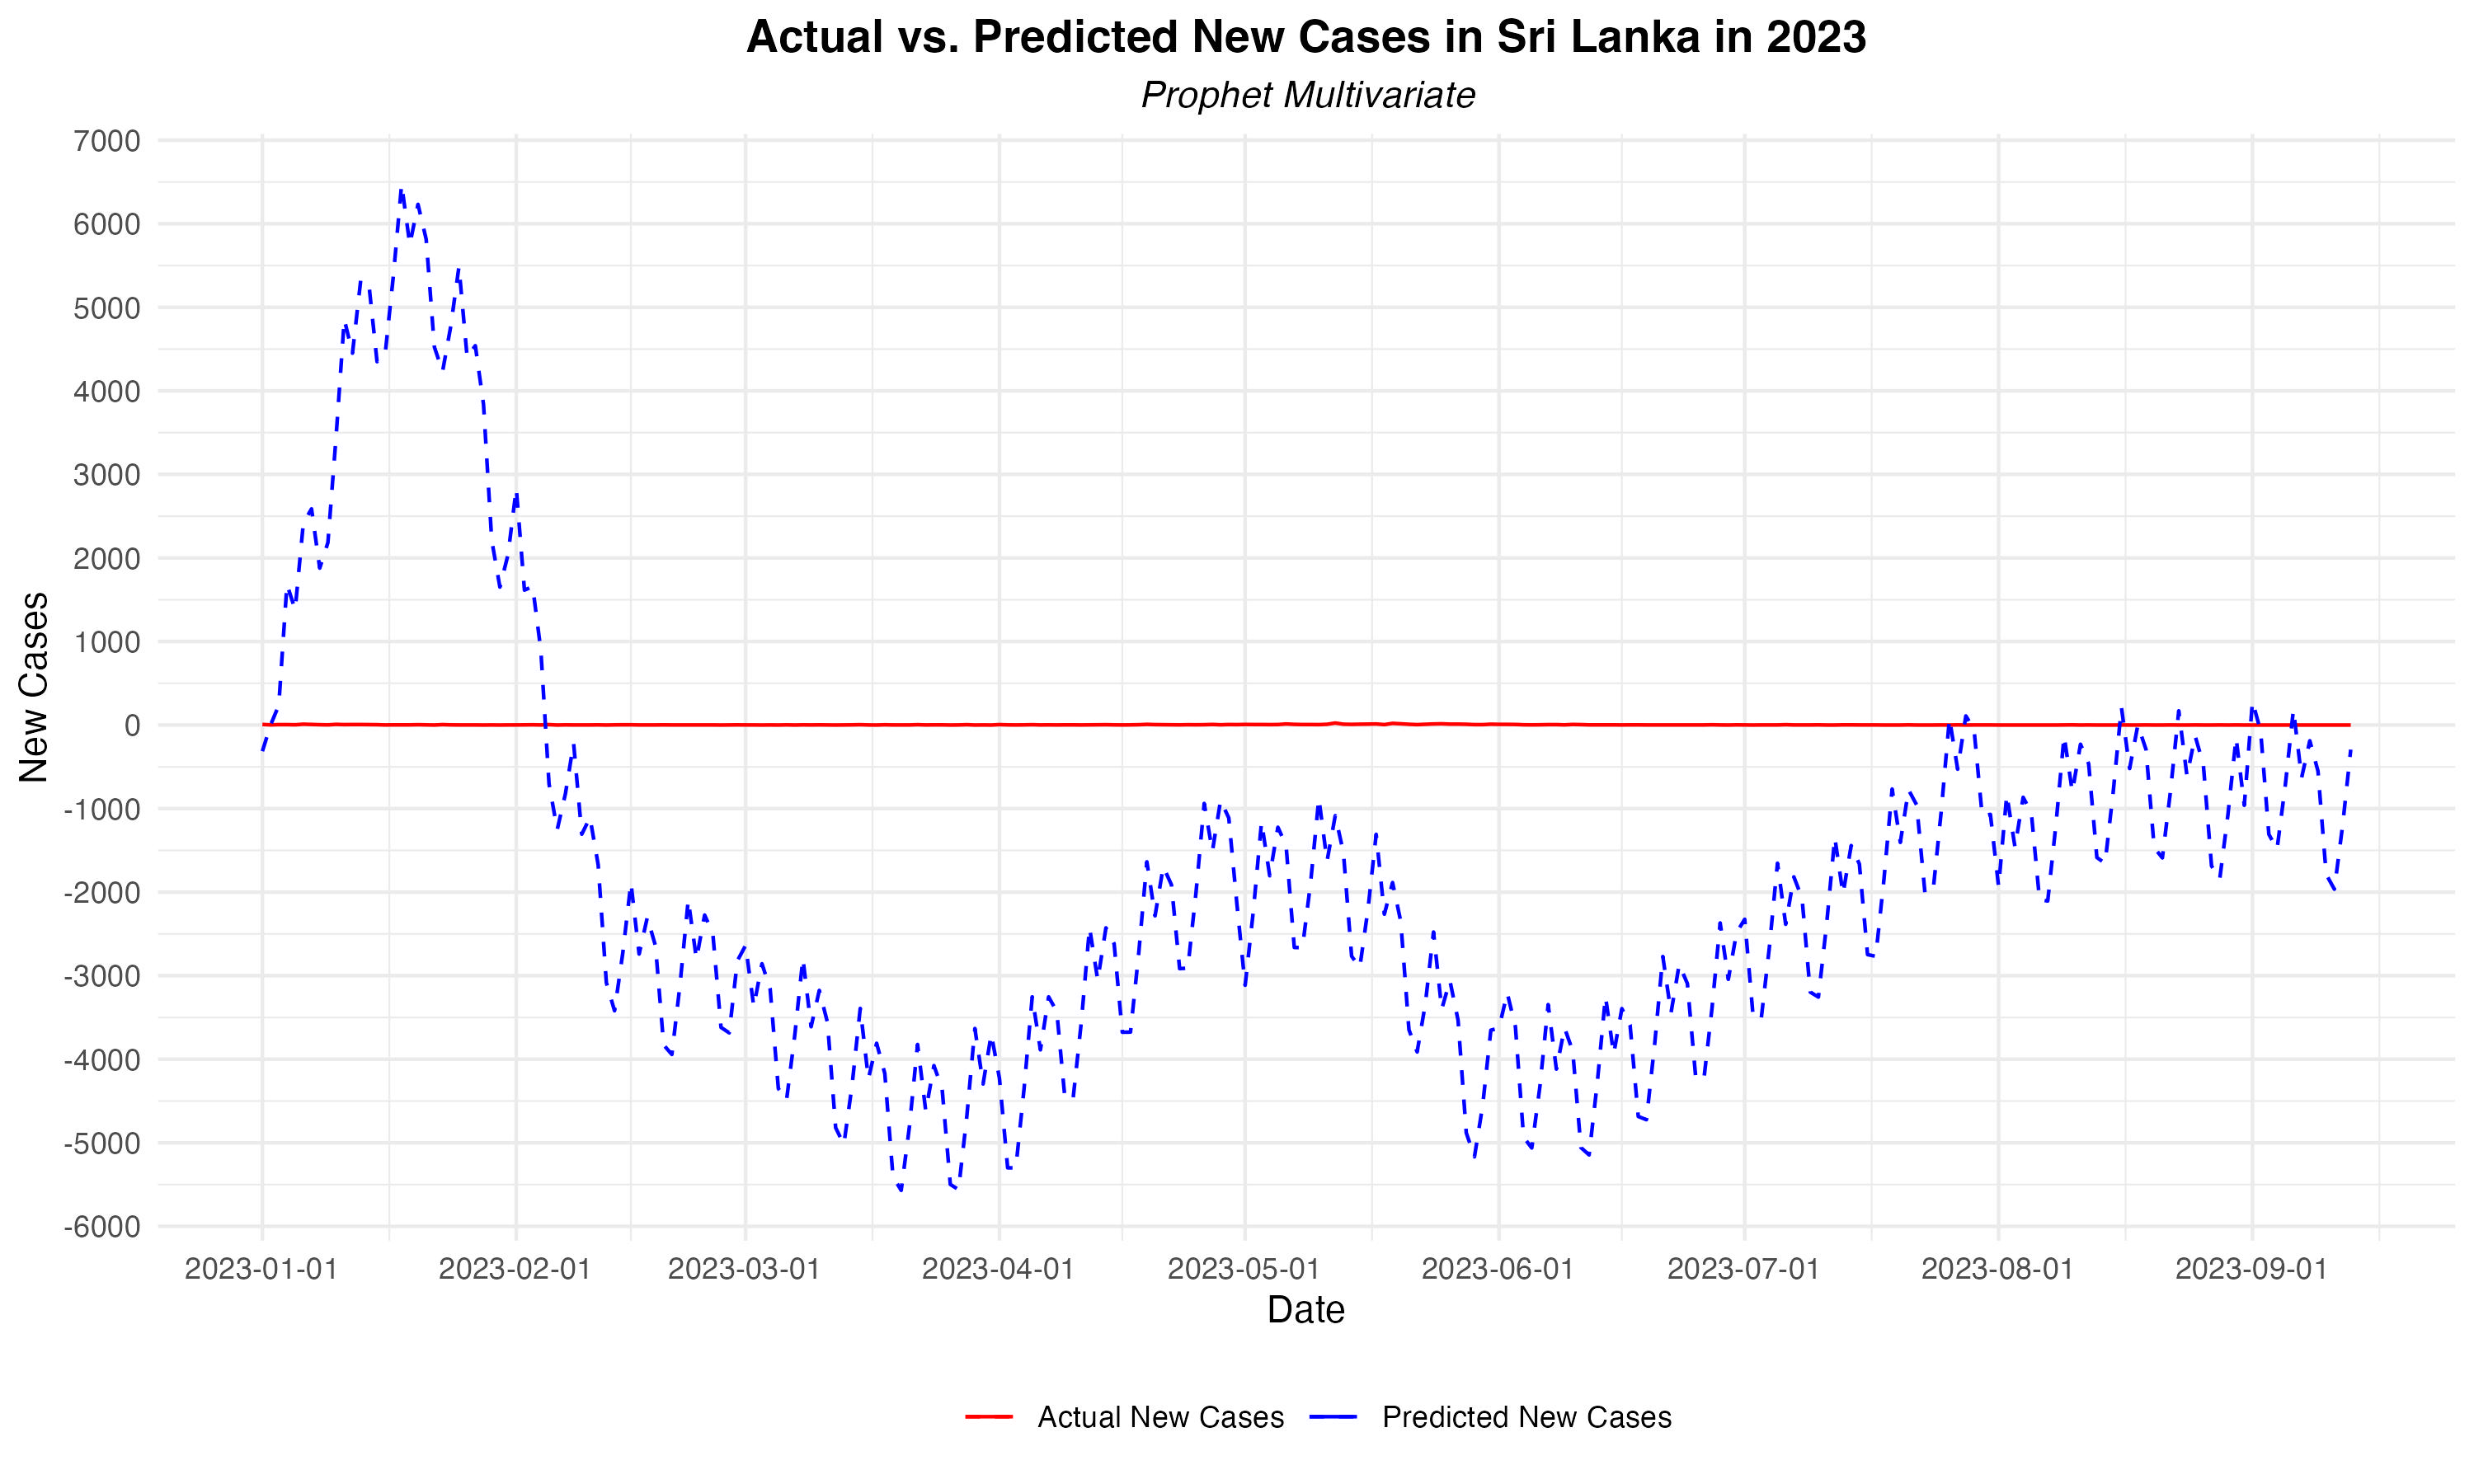 Actual vs. Predicted New Cases in Sri Lanka in 2023
Prophet Multivariate
New Cases
7000
6000
5000
4000
3000
2000
1000
0
-1000
-2000
-3000
-4000
-5000
-6000
2023-01-01 2023-02-01 2023-03-01 2023-04-01 2023-05-01 2023-06-01 2023-07-01 2023-08-01 2023-09-01
Date
Actual New Cases Predicted New Cases